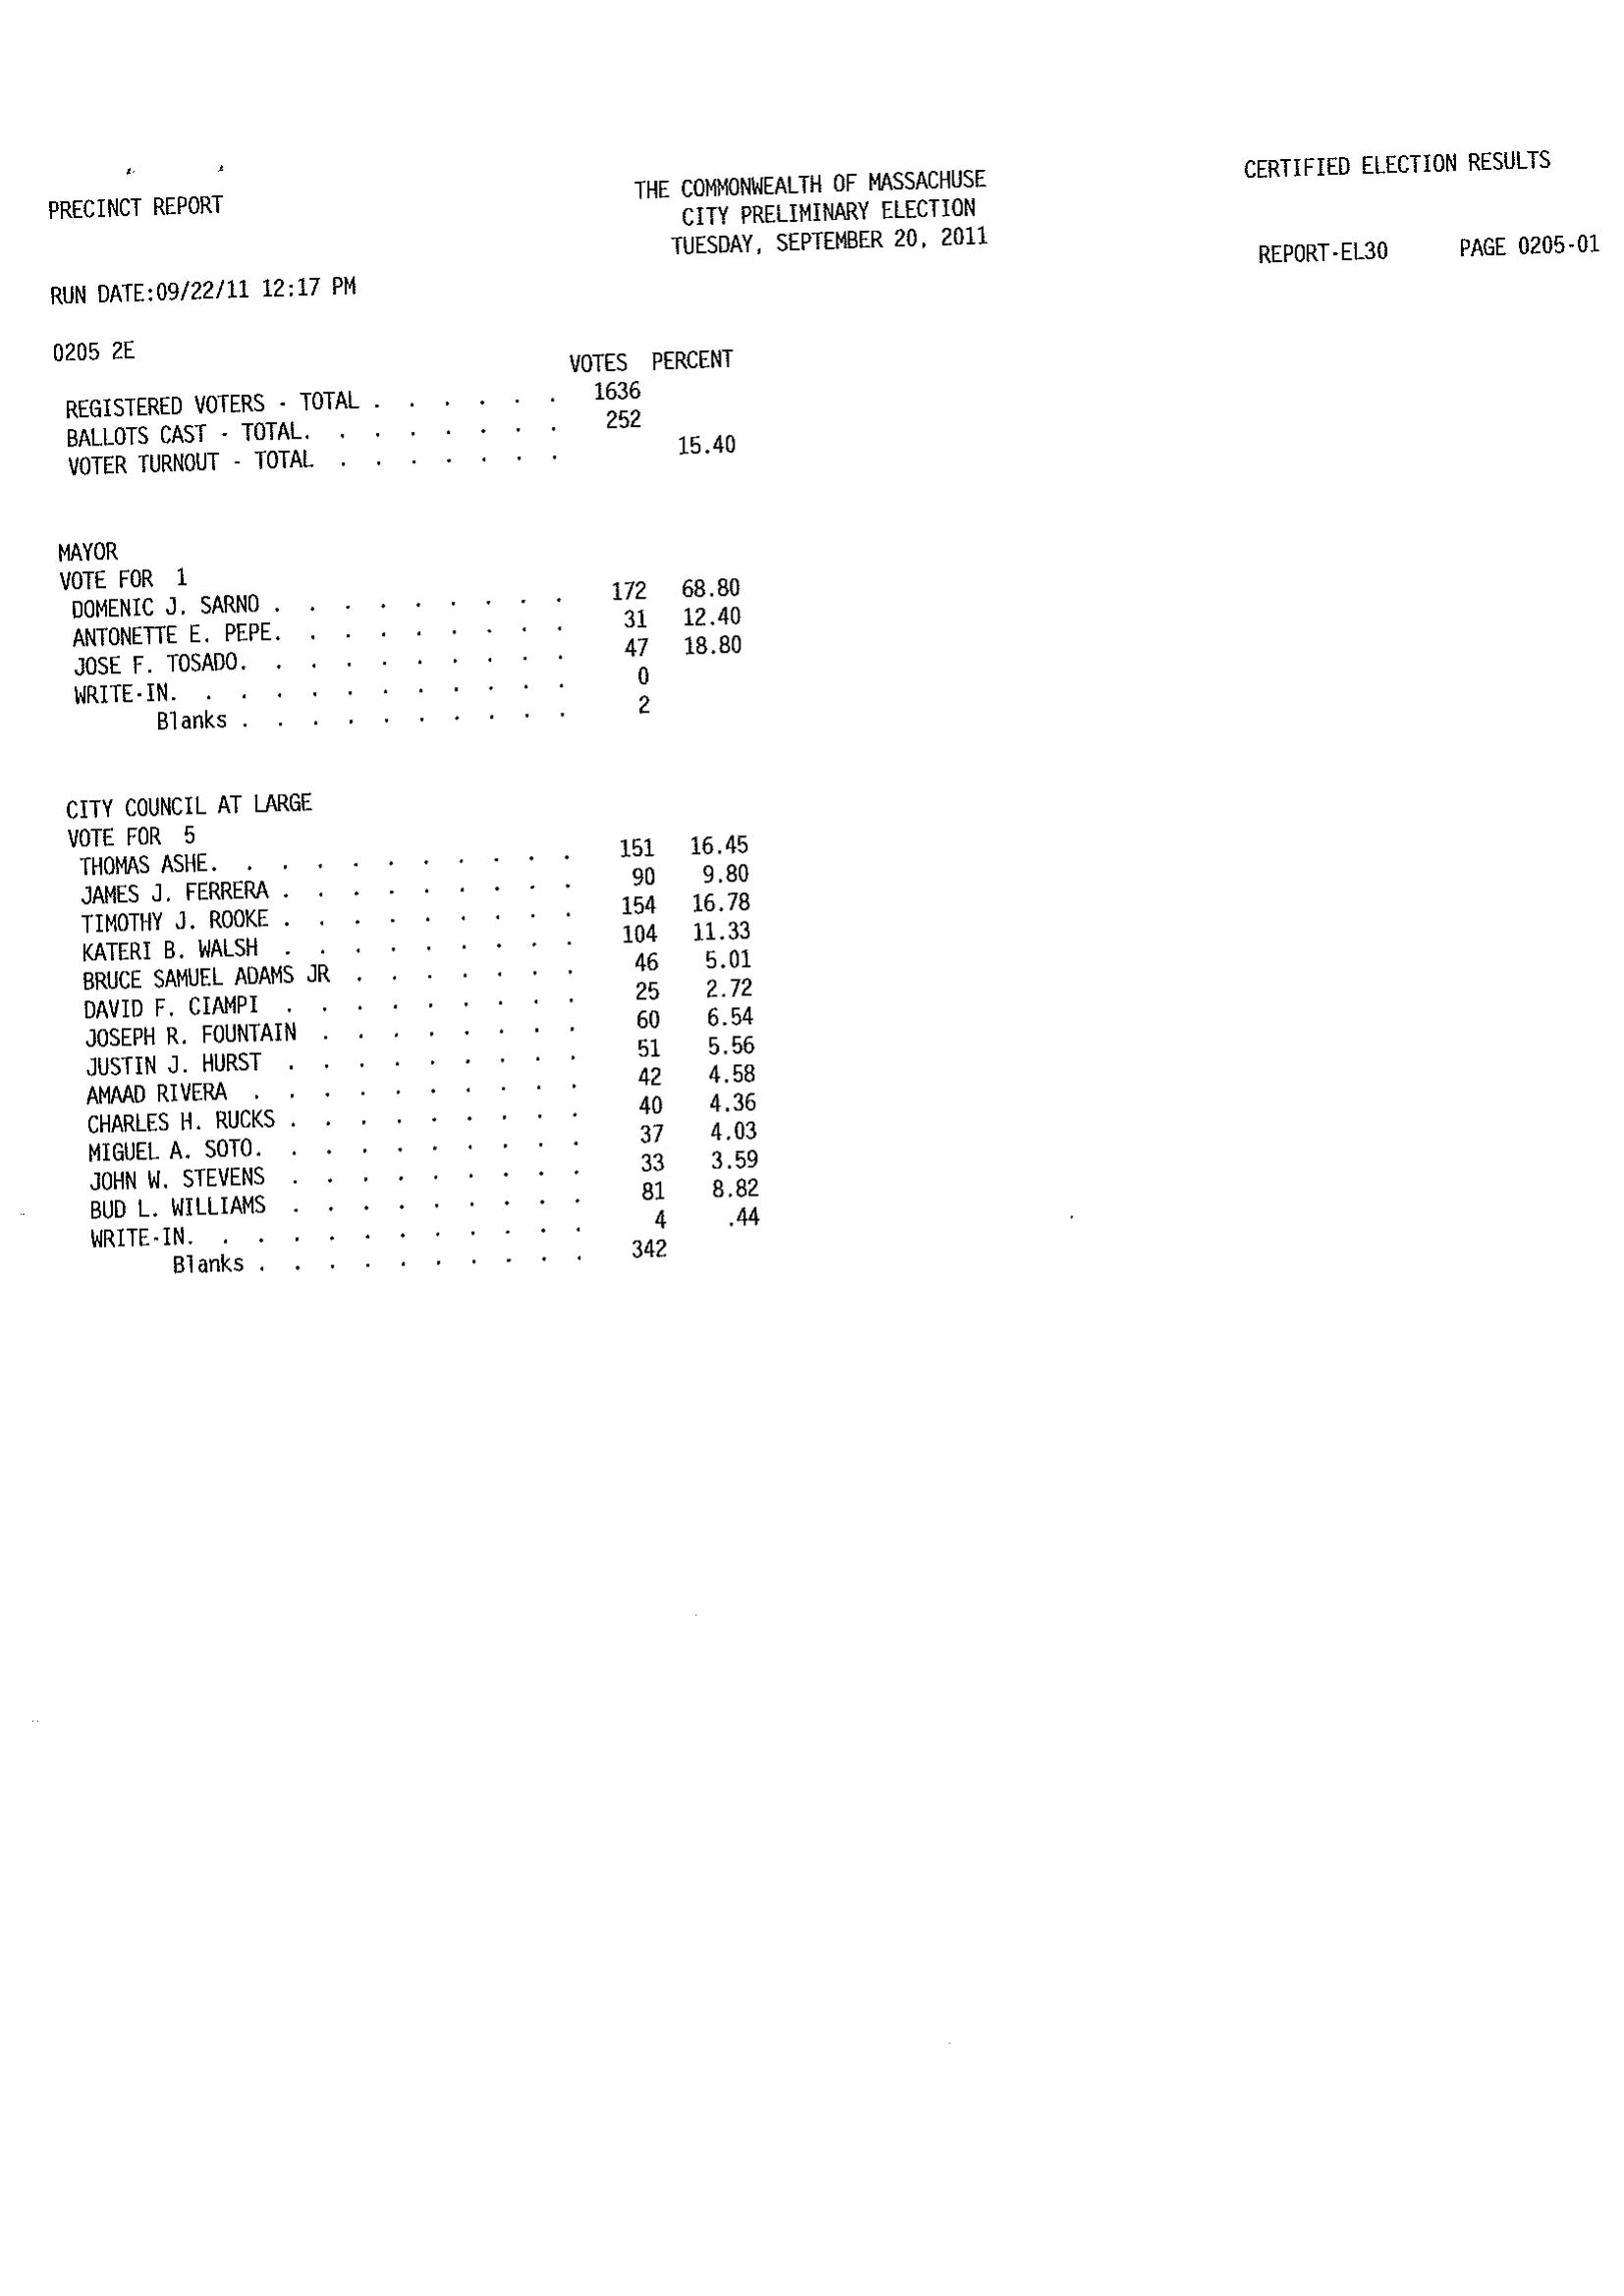 PRECINCT REPORT
THE COMMONWEALTH OF MASSACHUSE
CITY PRELIMINARY ELECTION
TUESDAY, SEPTEMBER 20, 2011
CERTIFIED ELECTION RESULTS
REPORT-EL30 PAGE 0205-01
RUN DATE:09/22/11 12:17 PM
0205 2E
VOTES PERCENT
REGISTERED VOTERS - TOTAL . . . . . . 1636
BALLOTS CAST - TOTAL. . . . . . . . 252
VOTER TURNOUT - TOTAL . . . . . . . 15.40
MAYOR
VOTE FOR 1
DOMENIC J. SARNO . . . . . . . . . 172 68.80
ANTONETTE E. PEPE. . . . . . . . . 31 12.40
JOSE F. TOSADO. . . . . . . . . . 47 18.80
WRITE-IN. . . . . . . . . . . . 0
Blanks . . . . . . . . . . 2
CITY COUNCIL AT LARGE
VOTE FOR 5
THOMAS ASHE. . . . . . . . . . . 151 16.45
JAMES J. FERRERA . . . . . . . . . 90 9.80
TIMOTHY J. ROOKE . . . . . . . . . 154 16.78
KATERI B. WALSH . . . . . . . . . 104 11.33
BRUCE SAMUEL ADAMS JR . . . . . . . 46 5.01
DAVID F. CIAMPI . . . . . . . . . 25 2.72
JOSEPH R. FOUNTAIN . . . . . . . . 60 6.54
JUSTIN J. HURST . . . . . . . . . 51 5.56
AMAAD RIVERA . . . . . . . . . . 42 4.58
CHARLES H. RUCKS . . . . . . . . . 40 4.36
MIGUEL A. SOTO. . . . . . . . . . 37 4.03
JOHN W. STEVENS . . . . . . . . . 33 3.59
BUD L. WILLIAMS . . . . . . . . . 81 8.82
WRITE-IN. . . . . . . . . . . . 4 .44
Blanks . . . . . . . . . . 342